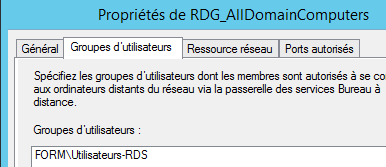 Propriétés de RDG_AllDomainComputers
Général Groupes d'utilisateurs Ressource réseau Ports autorisés
Spécifiez les groupes d'utilisateurs dont les membres sont autorisés à se co
aux ordinateurs distants du réseau via la passerelle des services Bureau à
distance.
Groupes d'utilisateurs :
FORM\Utilisateurs-RDS